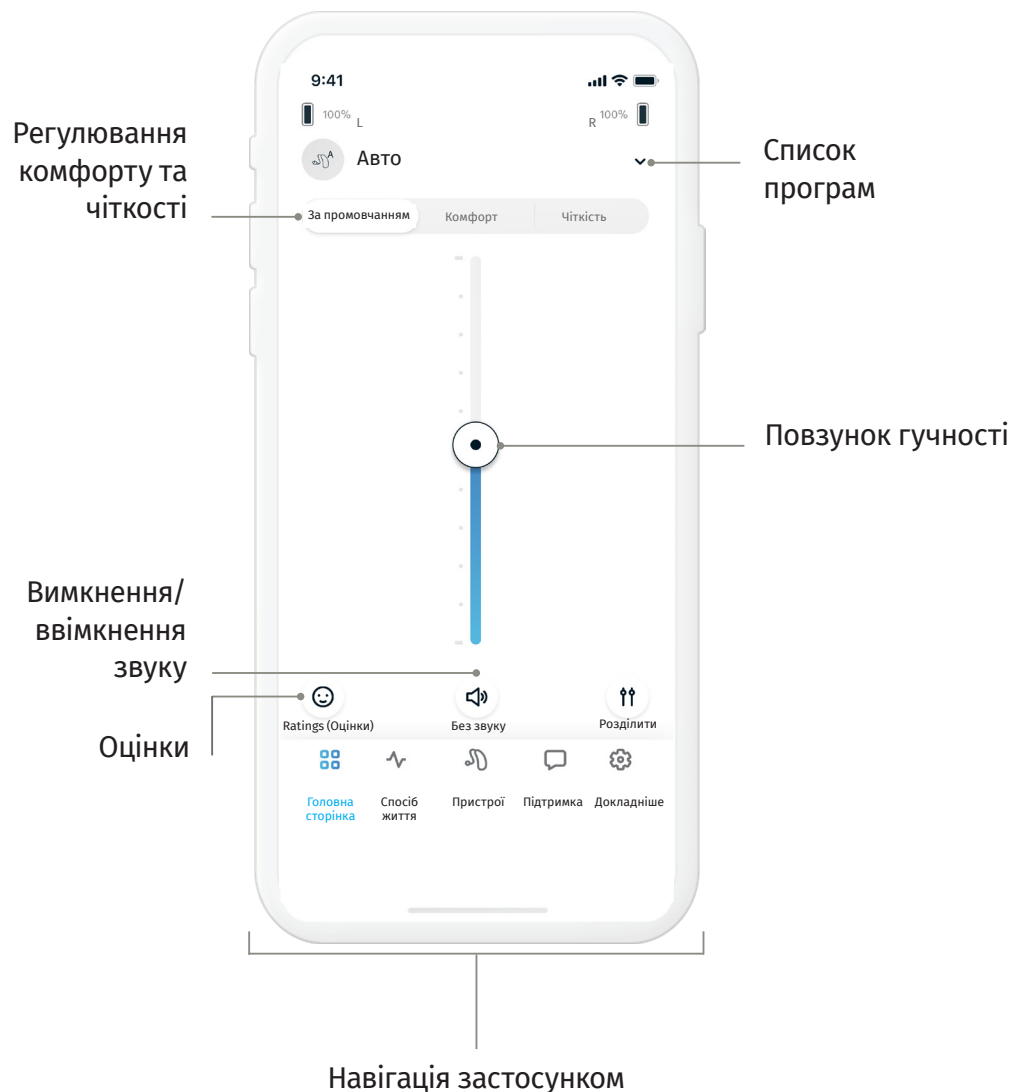 9:41
100% L
R 100%
Регулювання
комфорту та
чіткості
Авто
Список
програм
За промовчанням
Комфорт
Чіткість
Повзунок гучності
Вимкнення/
ввімкнення
звуку
Оцінки
Ratings (Оцінки)
Без звуку
Розділити
Головна
сторінка
Спосіб
життя
Пристрої
Підтримка
Докладніше
Навігація застосунком